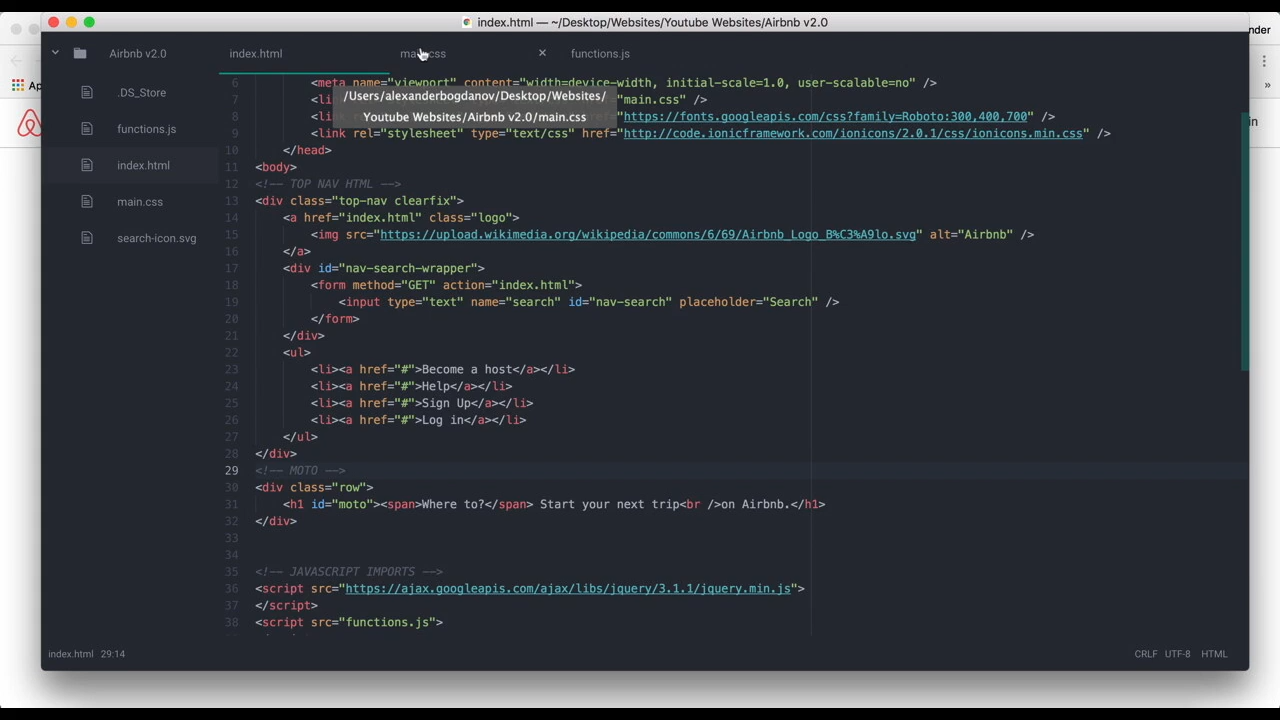 index.html — ~/Desktop/Websites/Youtube Websites/Airbnb v2.0
nder
Airbnb v2.0
index.html
css
functions.js
/Users/alexanderbogdanov/Desktop/Websites/
Youtube Websites/Airbnb v2.0/main.css
.DS_Store
functions.js
index.html
main.css
search-icon.svg
Ap
»
in
6 <meta name="viewport" content="width=device-width, initial-scale=1.0, user-scalable=no" />
7 <li "main.css" />
8 <li https://fonts.googleapis.com/css?family=Roboto:300,400,700" />
9 <link rel="stylesheet" type="text/css" href="http://code.ionicframework.com/ionicons/2.0.1/css/ionicons.min.css" />
10 </head>
11 <body>
12 <!-- TOP NAV HTML -->
13 <div class="top-nav clearfix">
14 <a href="index.html" class="logo">
15 <img src="https://upload.wikimedia.org/wikipedia/commons/6/69/Airbnb_Logo_B%C3%A9lo.svg" alt="Airbnb" />
16 </a>
17 <div id="nav-search-wrapper">
18 <form method="GET" action="index.html">
19 <input type="text" name="search" id="nav-search" placeholder="Search" />
20 </form>
21 </div>
22 <ul>
23 <li><a href="#">Become a host</a></li>
24 <li><a href="#">Help</a></li>
25 <li><a href="#">Sign Up</a></li>
26 <li><a href="#">Log in</a></li>
27 </ul>
28 </div>
29 <!-- MOTO -->
30 <div class="row">
31 <h1 id="moto"><span>Where to?</span> Start your next trip<br />on Airbnb.</h1>
32 </div>
33
34
35 <!-- JAVASCRIPT IMPORTS -->
36 <script src="https://ajax.googleapis.com/ajax/libs/jquery/3.1.1/jquery.min.js">
37 </script>
38 <script src="functions.js">
index.html 29:14
CRLF UTF-8 HTML